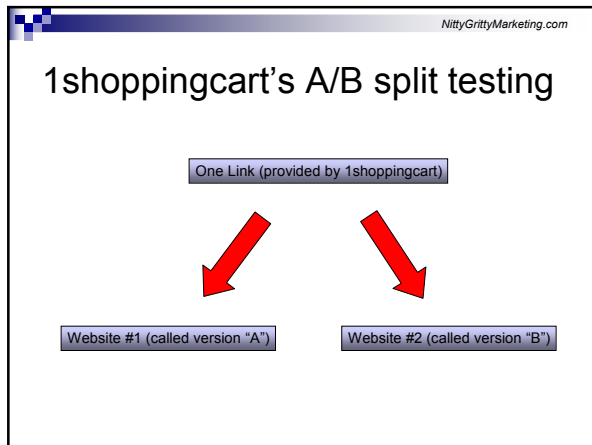 NittyGrittyMarketing.com
1shoppingcart's A/B split testing
One Link (provided by 1shoppingcart)
Website #1 (called version “A”)
Website #2 (called version “B”)